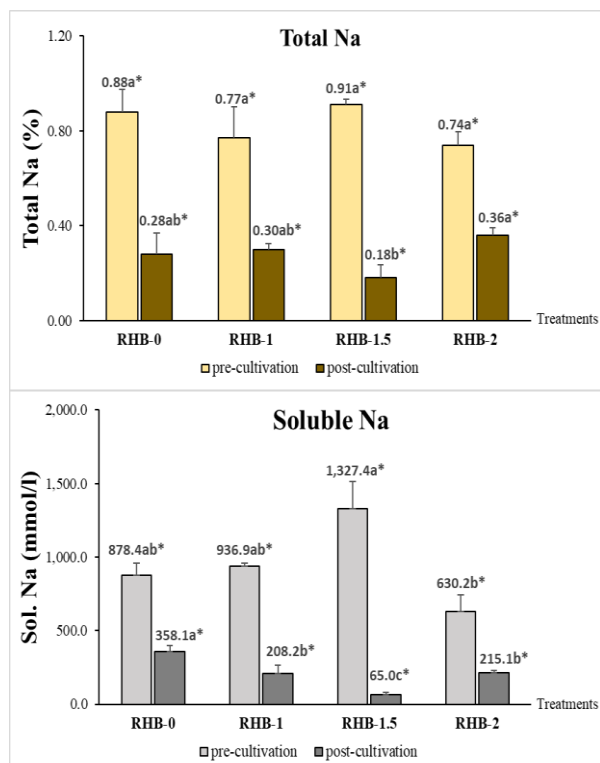 Total Na
Total Na (%)
1.20
0.80
0.40
0.00
0.88a*
0.28ab*
0.77a*
0.30ab*
0.91a*
0.18b*
0.74a*
0.36a*
RHB-0 RHB-1 RHB-1.5 RHB-2
Treatments
pre-cultivation post-cultivation
Soluble Na
Sol. Na (mmol/l)
2,000.0
1,500.0
1,000.0
500.0
0.0
878.4ab*
358.1a*
936.9ab*
208.2b*
1,327.4a*
65.0c*
630.2b*
215.1b*
RHB-0 RHB-1 RHB-1.5 RHB-2
Treatments
pre-cultivation post-cultivation